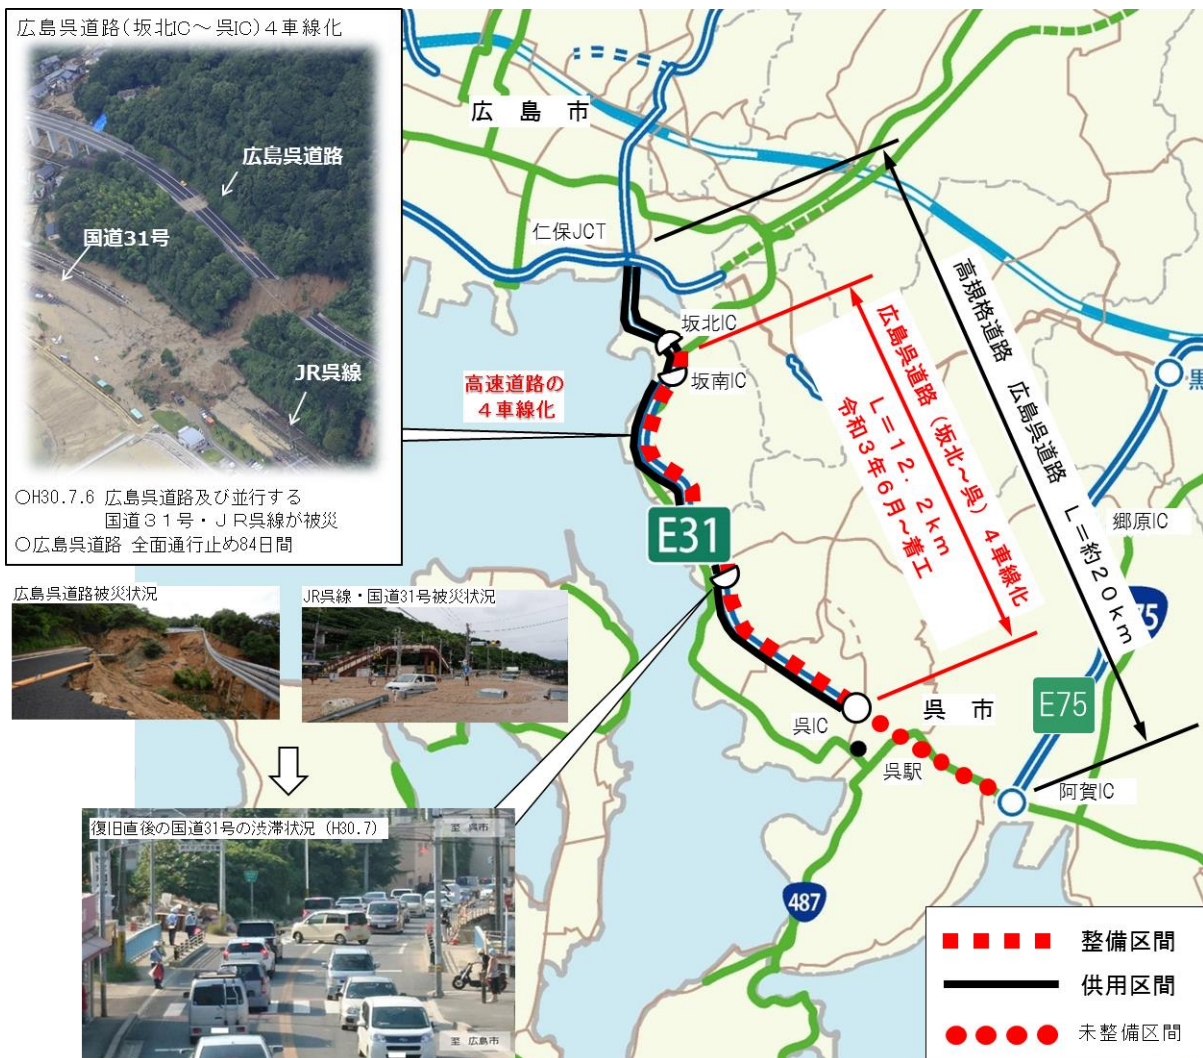 広島呉道路(坂北IC～呉IC)４車線化
広島呉道路
国道31号
JR呉線
○H30.7.6 広島呉道路及び並行する
国道３１号・ＪＲ呉線が被災
○広島呉道路 全面通行止め84日間
広島呉道路被災状況
JR呉線・国道31号被災状況
復旧直後の国道31号の渋滞状況（H30.7）
至 呉市
至 広島市
広島市
仁保JCT
坂北IC
坂南IC
高速道路の
４車線化
E31
広島呉道路（坂北～呉）４車線化
Ｌ＝１２．２ｋｍ
令和３年６月～着工
高規格道路 広島呉道路 Ｌ＝約２０ｋｍ
黒
郷原IC
75
E75
呉市
呉IC
呉駅
阿賀IC
487
整備区間
供用区間
未整備区間